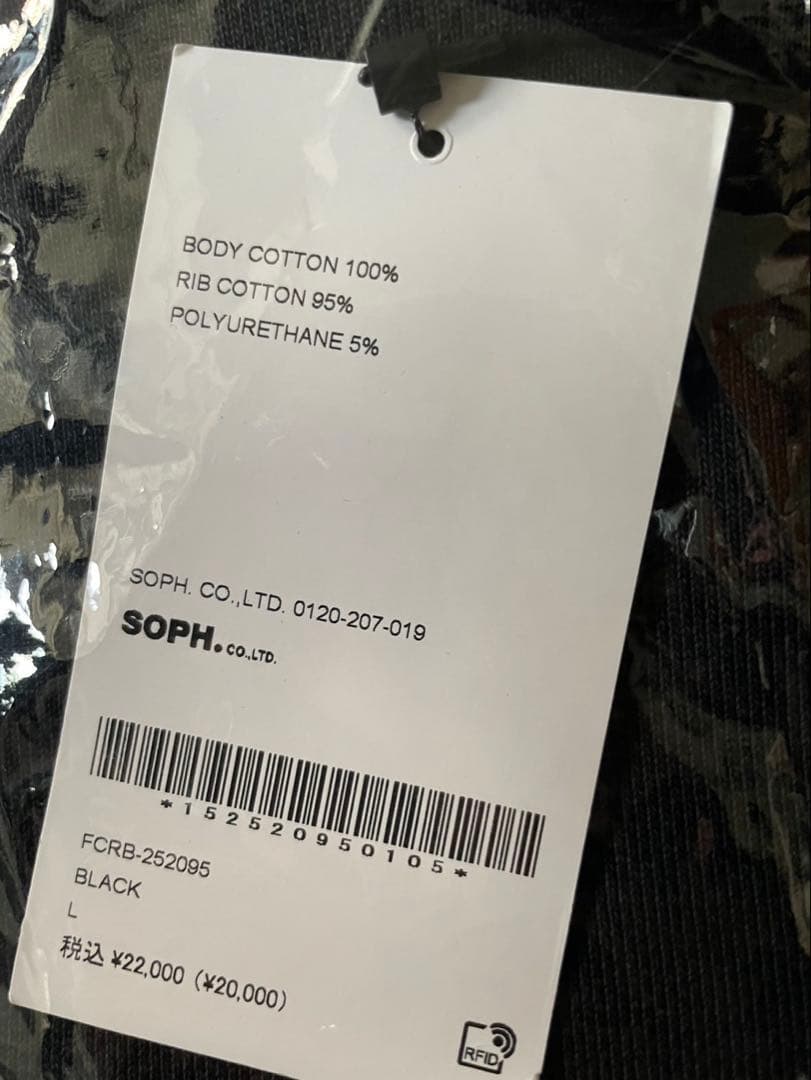 BODY COTTON 100%
RIB COTTON 95%
POLYURETHANE 5%
SOPH. CO.,LTD. 0120-207-019
SOPH. CO.,LTD.
*152520950105*
FCRB-252095
BLACK
L
税込 ¥22,000 (¥20,000)
RFID